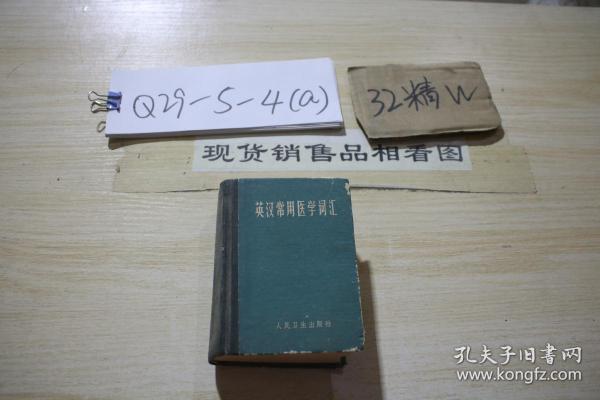 Q29-5-4(a)
32精W
现货销售品相看图
英汉常用医学词汇
人民卫生出版社
孔夫子旧书网
www.kongfz.com